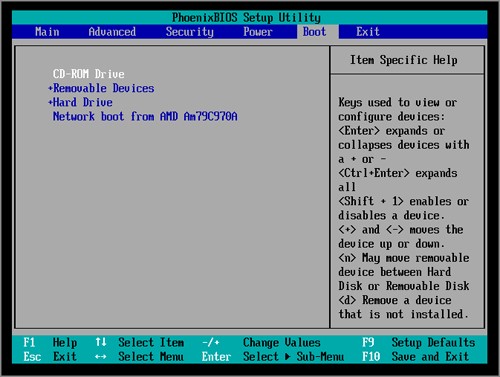 PhoenixBIOS Setup Utility
Main Advanced Security Power Boot Exit
CD-ROM Drive
+Removable Devices
+Hard Drive
Network boot from AMD Am79C970A
Item Specific Help
Keys used to view or
configure devices:
<Enter> expands or
collapses devices with
a + or -
<Ctrl+Enter> expands
all
<Shift + 1> enables or
disables a device.
<+> and <-> moves the
device up or down.
<n> May move removable
device between Hard
Disk or Removable Disk
<d> Remove a device
that is not installed.
F1 Help ↑↓ Select Item -/+ Change Values F9 Setup Defaults
Esc Exit ↔ Select Menu Enter Select ▶ Sub-Menu F10 Save and Exit